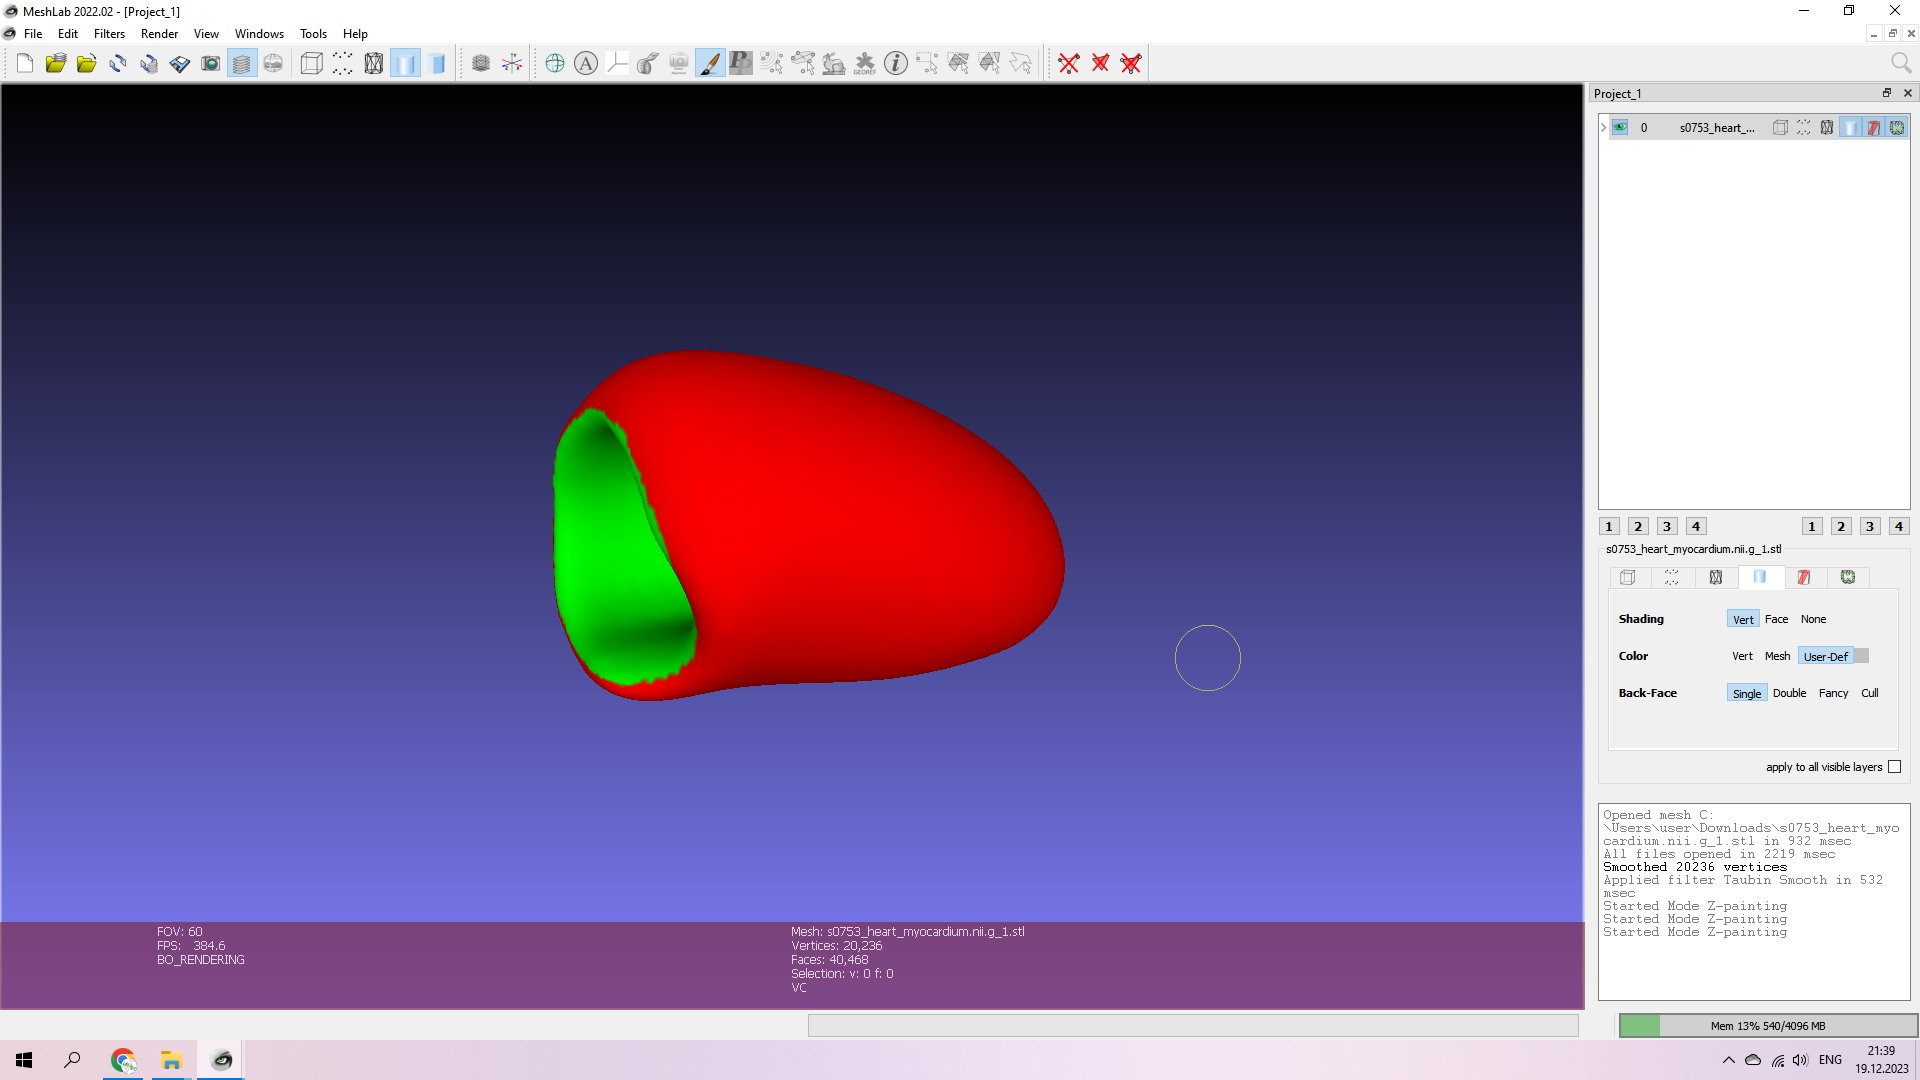 MeshLab 2022.02 - [Project_1]
File Edit Filters Render View Windows Tools Help
A
GEOREF
Project_1
0 s0753_heart_...
1 2 3 4 1 2 3 4
s0753_heart_myocardium.nii.g_1.stl
Shading Vert Face None
Color Vert Mesh User-Def
Back-Face Single Double Fancy Cull
apply to all visible layers
Opened mesh C:
\Users\user\Downloads\s0753_heart_myo
cardium.nii.g_1.stl in 932 msec
All files opened in 2219 msec
Smoothed 20236 vertices
Applied filter Taubin Smooth in 532
msec
Started Mode Z-painting
Started Mode Z-painting
Started Mode Z-painting
FOV: 60
FPS: 384.6
BO_RENDERING
Mesh: s0753_heart_myocardium.nii.g_1.stl
Vertices: 20,236
Faces: 40,468
Selection: v: 0 f: 0
VC
Mem 13% 540/4096 MB
ENG
21:39
19.12.2023